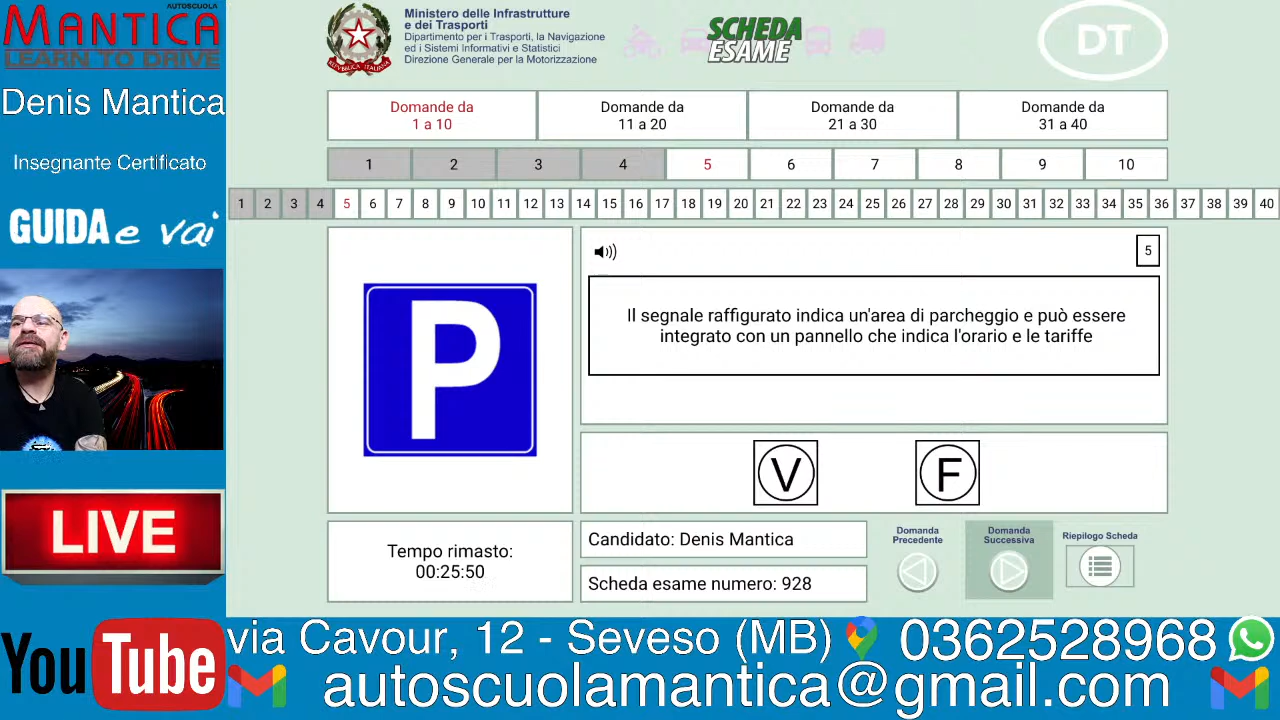 AUTOSCUOLA
MANTICA
LEARN TO DRIVE
Denis Mantica
Insegnante Certificato
GUIDA e vai
LIVE
YouTube
Ministero delle Infrastrutture
e dei Trasporti
Dipartimento per i Trasporti, la Navigazione
ed i Sistemi Informativi e Statistici
Direzione Generale per la Motorizzazione
REPVBBLICA ITALIANA
SCHEDA
ESAME
DT
Domande da
1 a 10
Domande da
11 a 20
Domande da
21 a 30
Domande da
31 a 40
1 2 3 4 5 6 7 8 9 10
1 2 3 4 5 6 7 8 9 10 11 12 13 14 15 16 17 18 19 20 21 22 23 24 25 26 27 28 29 30 31 32 33 34 35 36 37 38 39 40
P
5
Il segnale raffigurato indica un'area di parcheggio e può essere
integrato con un pannello che indica l'orario e le tariffe
V F
Tempo rimasto:
00:25:50
Candidato: Denis Mantica
Scheda esame numero: 928
Domanda
Precedente
Domanda
Successiva
Riepilogo Scheda
via Cavour, 12 - Seveso (MB) 0362528968
autoscuolamantica@gmail.com